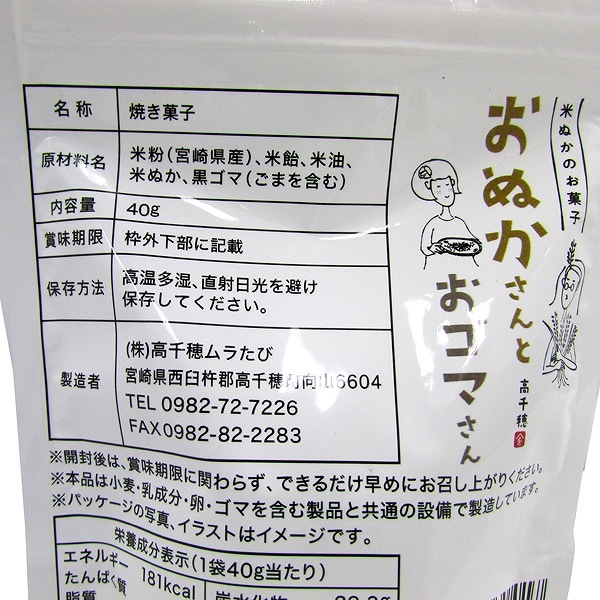 名称 焼き菓子
原材料名 米粉(宮崎県産)、米飴、米油、
米ぬか、黒ゴマ(ごまを含む)
内容量 40g
賞味期限 枠外下部に記載
保存方法 高温多湿、直射日光を避け
保存してください。
製造者 (株)高千穂ムラたび
宮崎県西臼杵郡高千穂町向山6604
TEL 0982-72-7226
FAX0982-82-2283
※開封後は、賞味期限に関わらず、できるだけ早めにお召し上がりください。
※本品は小麦・乳成分・卵・ゴマを含む製品と共通の設備で製造しています。
※パッケージの写真、イラストはイメージです。
栄養成分表示(1袋40g当たり)
エネルギー 181kcal
たんぱく質
脂質
炭水化物
米ぬかのお菓子
おぬかさんと
おゴマさん
高千穂